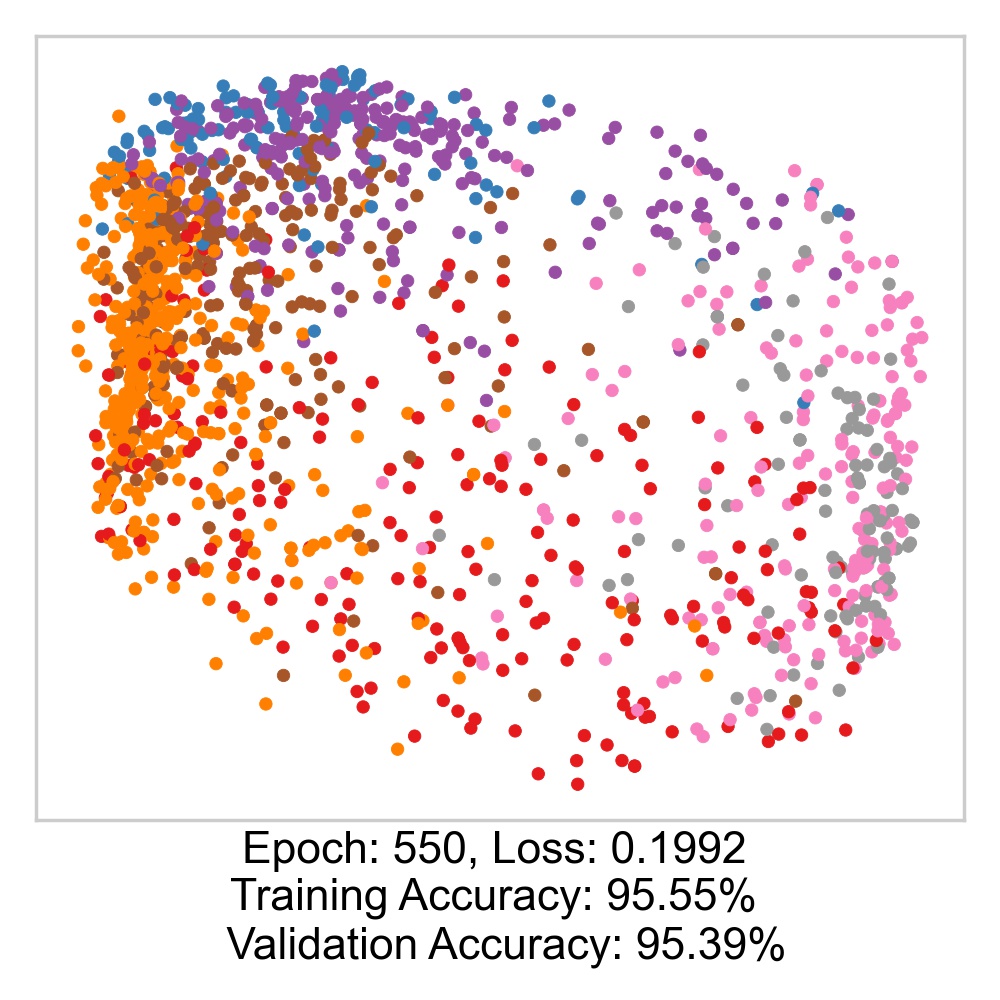 Epoch: 550, Loss: 0.1992
Training Accuracy: 95.55%
Validation Accuracy: 95.39%